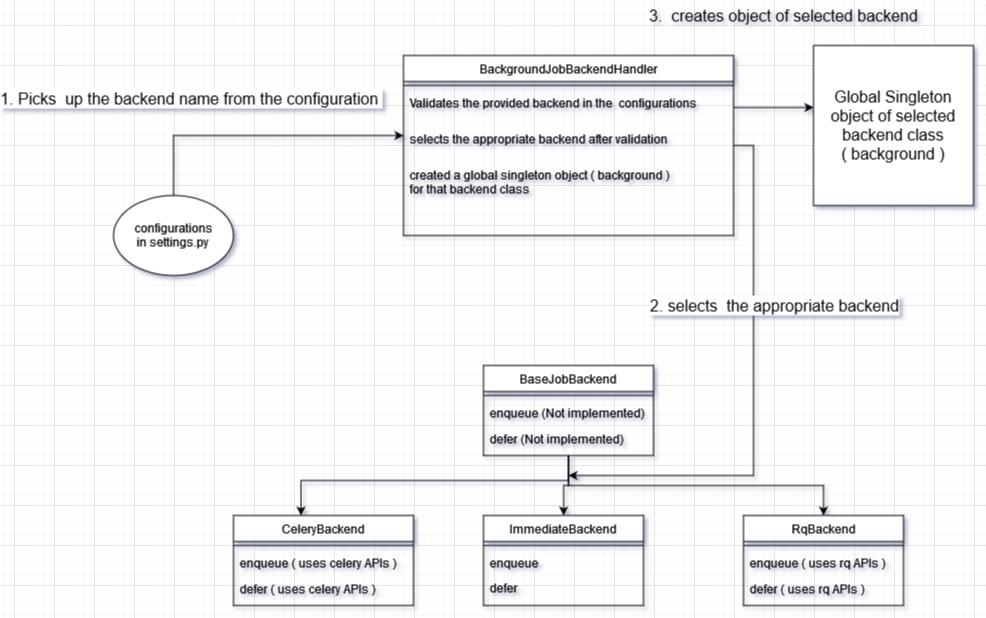 3. creates object of selected backend
1. Picks up the backend name from the configuration
BackgroundJobBackendHandler
Validates the provided backend in the configurations
selects the appropriate backend after validation
created a global singleton object ( background )
for that backend class
Global Singleton
object of selected
backend class
( background )
configurations
in settings.py
2. selects the appropriate backend
BaseJobBackend
enqueue (Not implemented)
defer (Not implemented)
CeleryBackend
enqueue ( uses celery APIs )
defer ( uses celery APIs )
ImmediateBackend
enqueue
defer
RqBackend
enqueue ( uses rq APIs )
defer ( uses rq APIs )